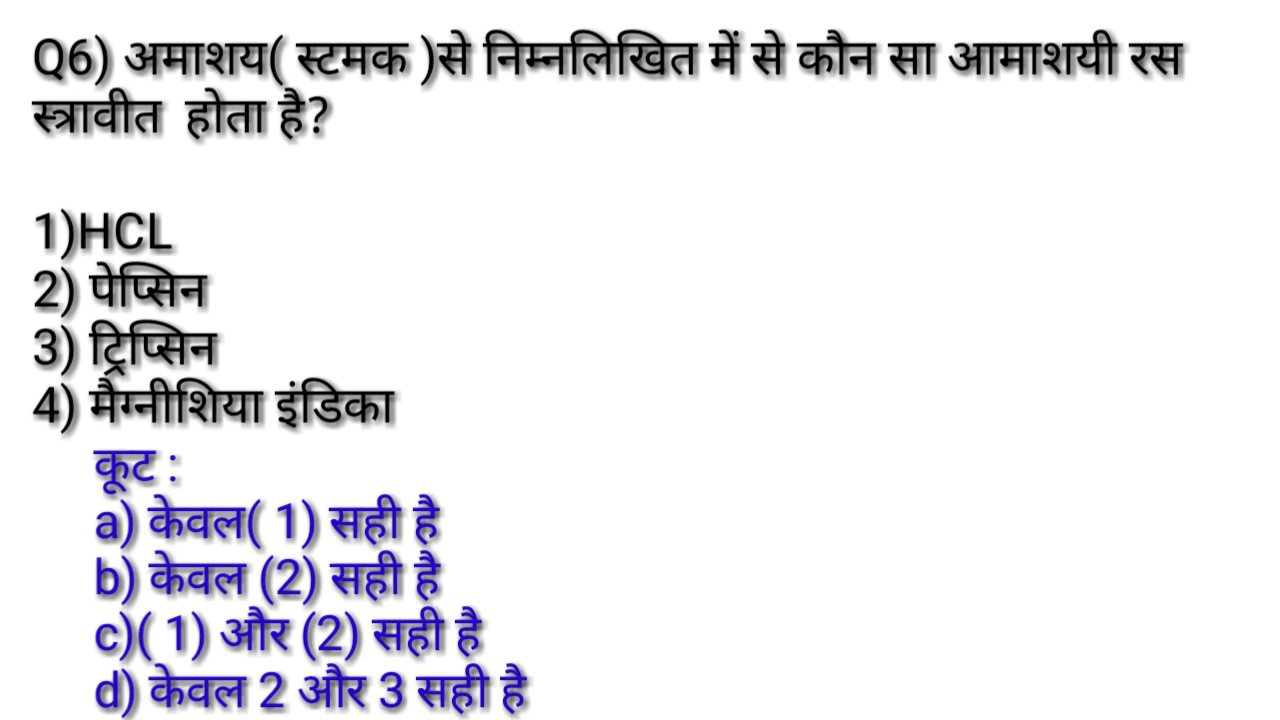 Q6) अमाशय( स्टमक )से निम्नलिखित में से कौन सा आमाशयी रस
स्त्रावीत होता है?
1)HCL
2) पेप्सिन
3) ट्रिप्सिन
4) मैग्नीशिया इंडिका
कूट :
a) केवल( 1) सही है
b) केवल (2) सही है
c)( 1) और (2) सही है
d) केवल 2 और 3 सही है